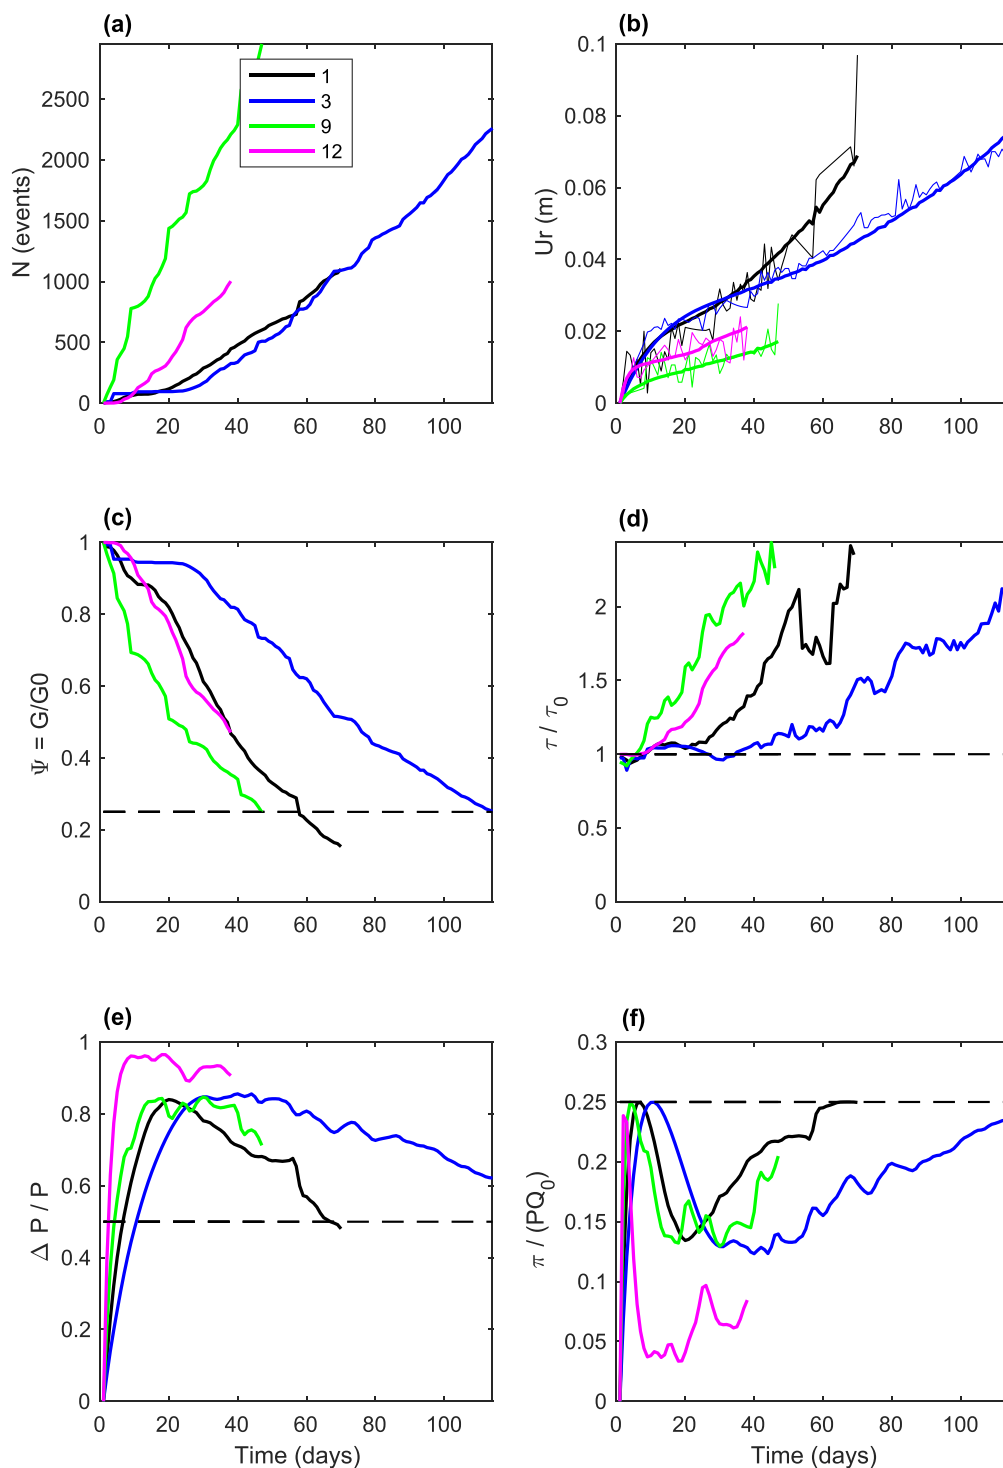 (a)
N (events)
2500
2000
1500
1000
500
0
0 20 40 60 80 100
1
3
9
12
(b)
Ur (m)
0.1
0.08
0.06
0.04
0.02
0
0 20 40 60 80 100
(c)
Ψ = G/G0
1
0.8
0.6
0.4
0.2
0
0 20 40 60 80 100
(d)
τ / τ0
2
1.5
1
0.5
0
0 20 40 60 80 100
(e)
Δ P / P
1
0.8
0.6
0.4
0.2
0
0 20 40 60 80 100
Time (days)
(f)
π / (PQ0)
0.3
0.25
0.2
0.15
0.1
0.05
0
0 20 40 60 80 100
Time (days)